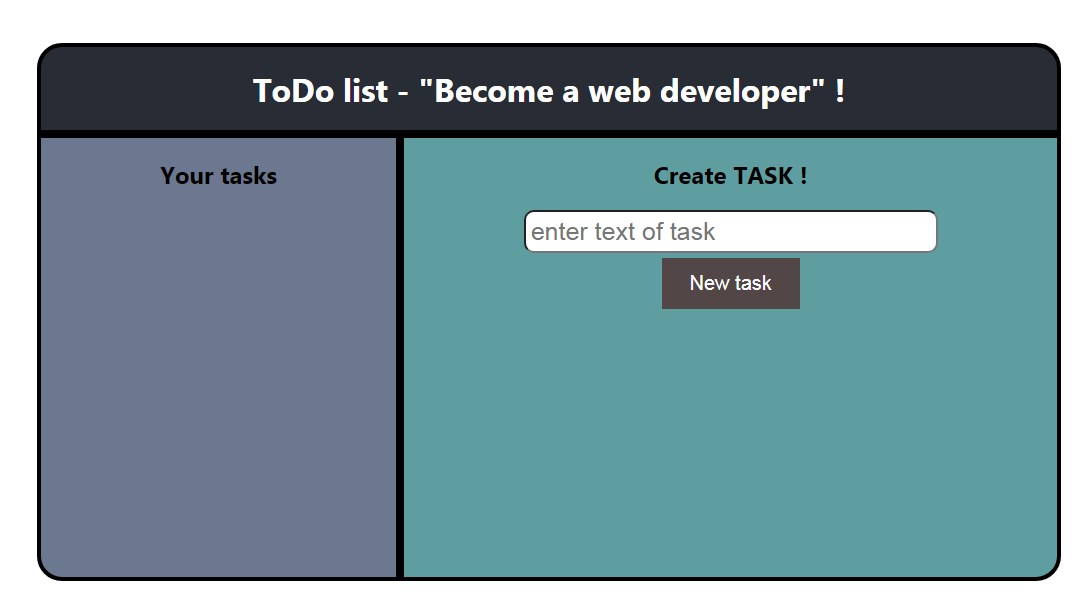 ToDo list - "Become a web developer" !
Your tasks
Create TASK !
enter text of task
New task